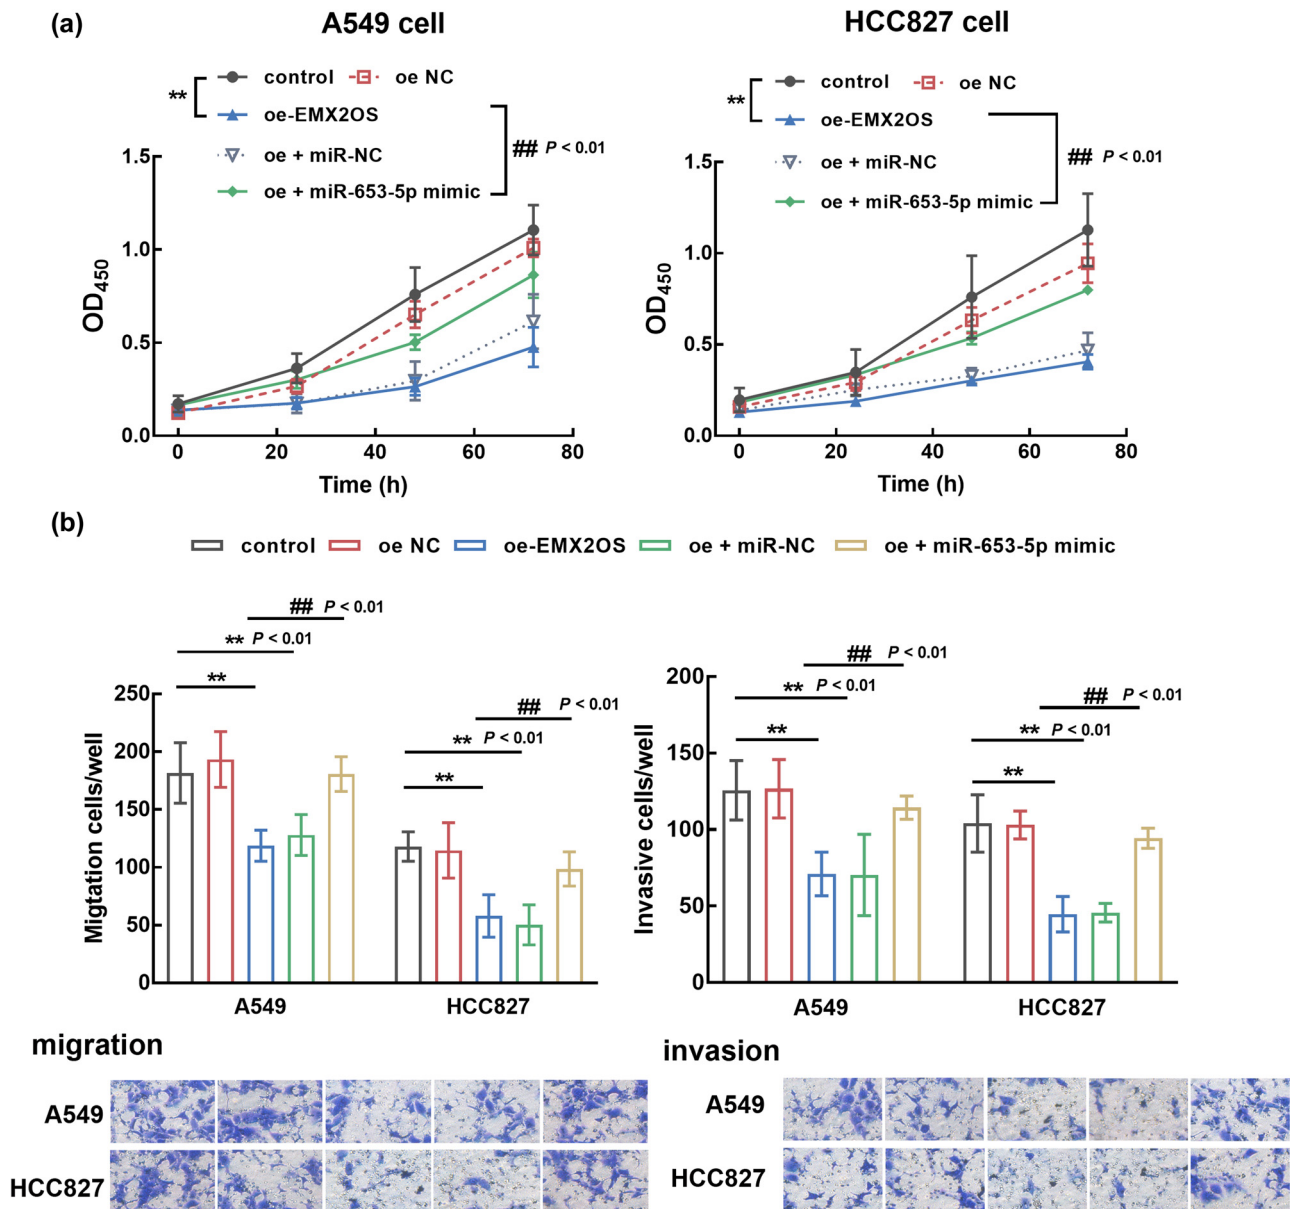 (a)
A549 cell
HCC827 cell
control
oe NC
**
oe-EMX2OS
oe + miR-NC
oe + miR-653-5p mimic
## P < 0.01
1.5
1.0
0.5
0.0
OD450
0
20
40
60
80
Time (h)
control
oe NC
**
oe-EMX2OS
oe + miR-NC
oe + miR-653-5p mimic
## P < 0.01
1.5
1.0
0.5
0.0
OD450
0
20
40
60
80
Time (h)
(b)
control
oe NC
oe-EMX2OS
oe + miR-NC
oe + miR-653-5p mimic
## P < 0.01
** P < 0.01
**
## P < 0.01
** P < 0.01
**
250
200
150
100
50
0
Migtation cells/well
A549
HCC827
## P < 0.01
** P < 0.01
**
## P < 0.01
** P < 0.01
**
200
150
100
50
0
Invasive cells/well
A549
HCC827
migration
A549
HCC827
invasion
A549
HCC827